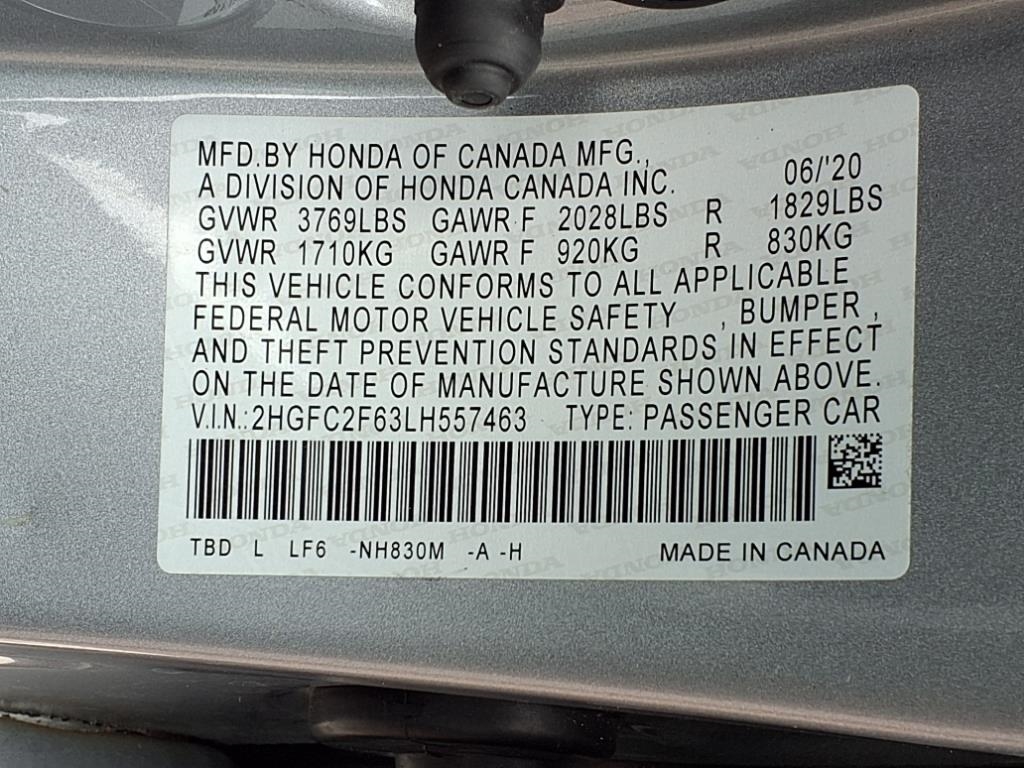 MFD.BY HONDA OF CANADA MFG., 06/'20
A DIVISION OF HONDA CANADA INC.
GVWR 3769LBS GAWR F 2028LBS R 1829LBS
GVWR 1710KG GAWR F 920KG R 830KG
THIS VEHICLE CONFORMS TO ALL APPLICABLE
FEDERAL MOTOR VEHICLE SAFETY , BUMPER ,
AND THEFT PREVENTION STANDARDS IN EFFECT
ON THE DATE OF MANUFACTURE SHOWN ABOVE.
V.I.N.:2HGFC2F63LH557463 TYPE: PASSENGER CAR
TBD L LF6 -NH830M -A -H MADE IN CANADA